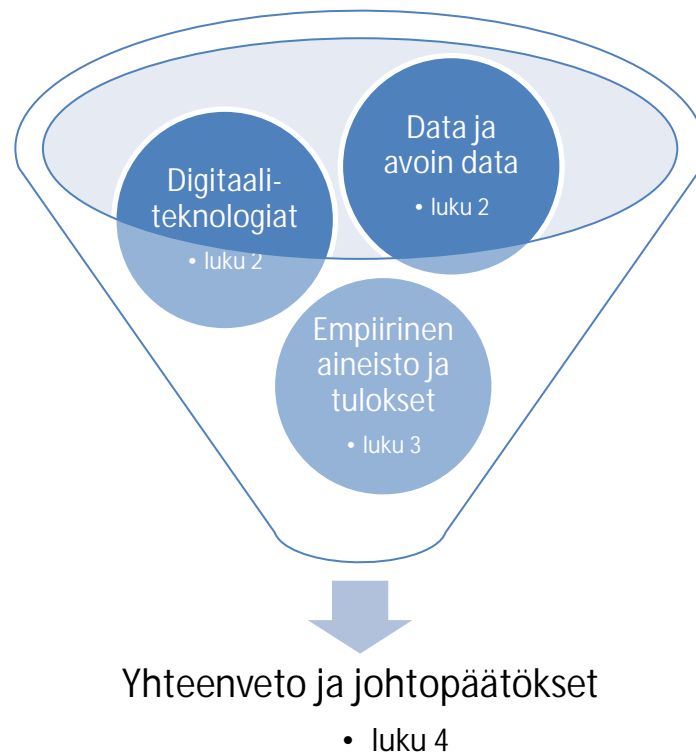 Digitaali-
teknologiat
• luku 2
Data ja
avoin data
• luku 2
Empiirinen
aineisto ja
tulokset
• luku 3
Yhteenveto ja johtopäätökset
• luku 4